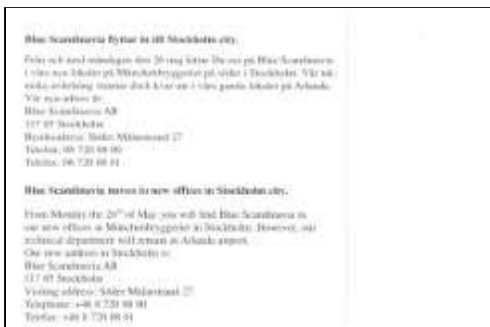 Blue Scandinavia flyttar in till Stockholm city.
Från och med måndagen den 26 maj hittar Du oss på Blue Scandinavia
i våra nya lokaler på Münchenbryggeriet på söder i Stockholm. Vår tek-
niska avdelning stannar dock kvar ute i våra gamla lokaler på Arlanda.
Vår nya adress är:
Blue Scandinavia AB
117 85 Stockholm
Besöksadress: Söder Mälarstrand 27
Telefon: 08 720 88 00
Telefax: 08 720 88 01
Blue Scandinavia moves to new offices in Stockholm city.
From Monday the 26th of May you will find Blue Scandinavia in
our new offices at Münchenbryggeriet in Stockholm. However, our
technical department will remain at Arlanda airport.
Our new address in Stockholm is:
Blue Scandinavia AB
117 85 Stockholm
Visiting address: Söder Mälarstrand 27
Telephone: +46 8 720 88 00
Telefax: +46 8 720 88 01